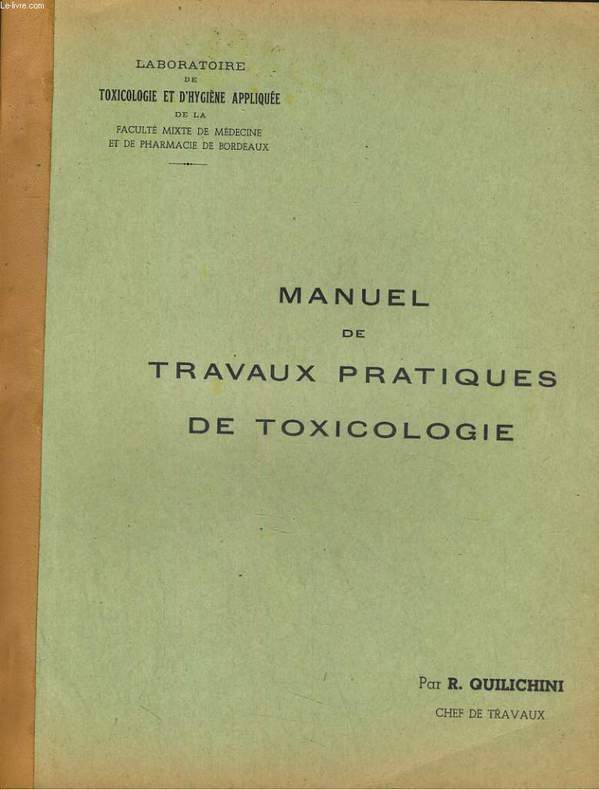 Le-livre.com
LABORATOIRE
DE
TOXICOLOGIE ET D'HYGIÈNE APPLIQUÉE
DE LA
FACULTÉ MIXTE DE MÉDECINE
ET DE PHARMACIE DE BORDEAUX
MANUEL
DE
TRAVAUX PRATIQUES
DE TOXICOLOGIE
Par R. QUILICHINI
CHEF DE TRAVAUX